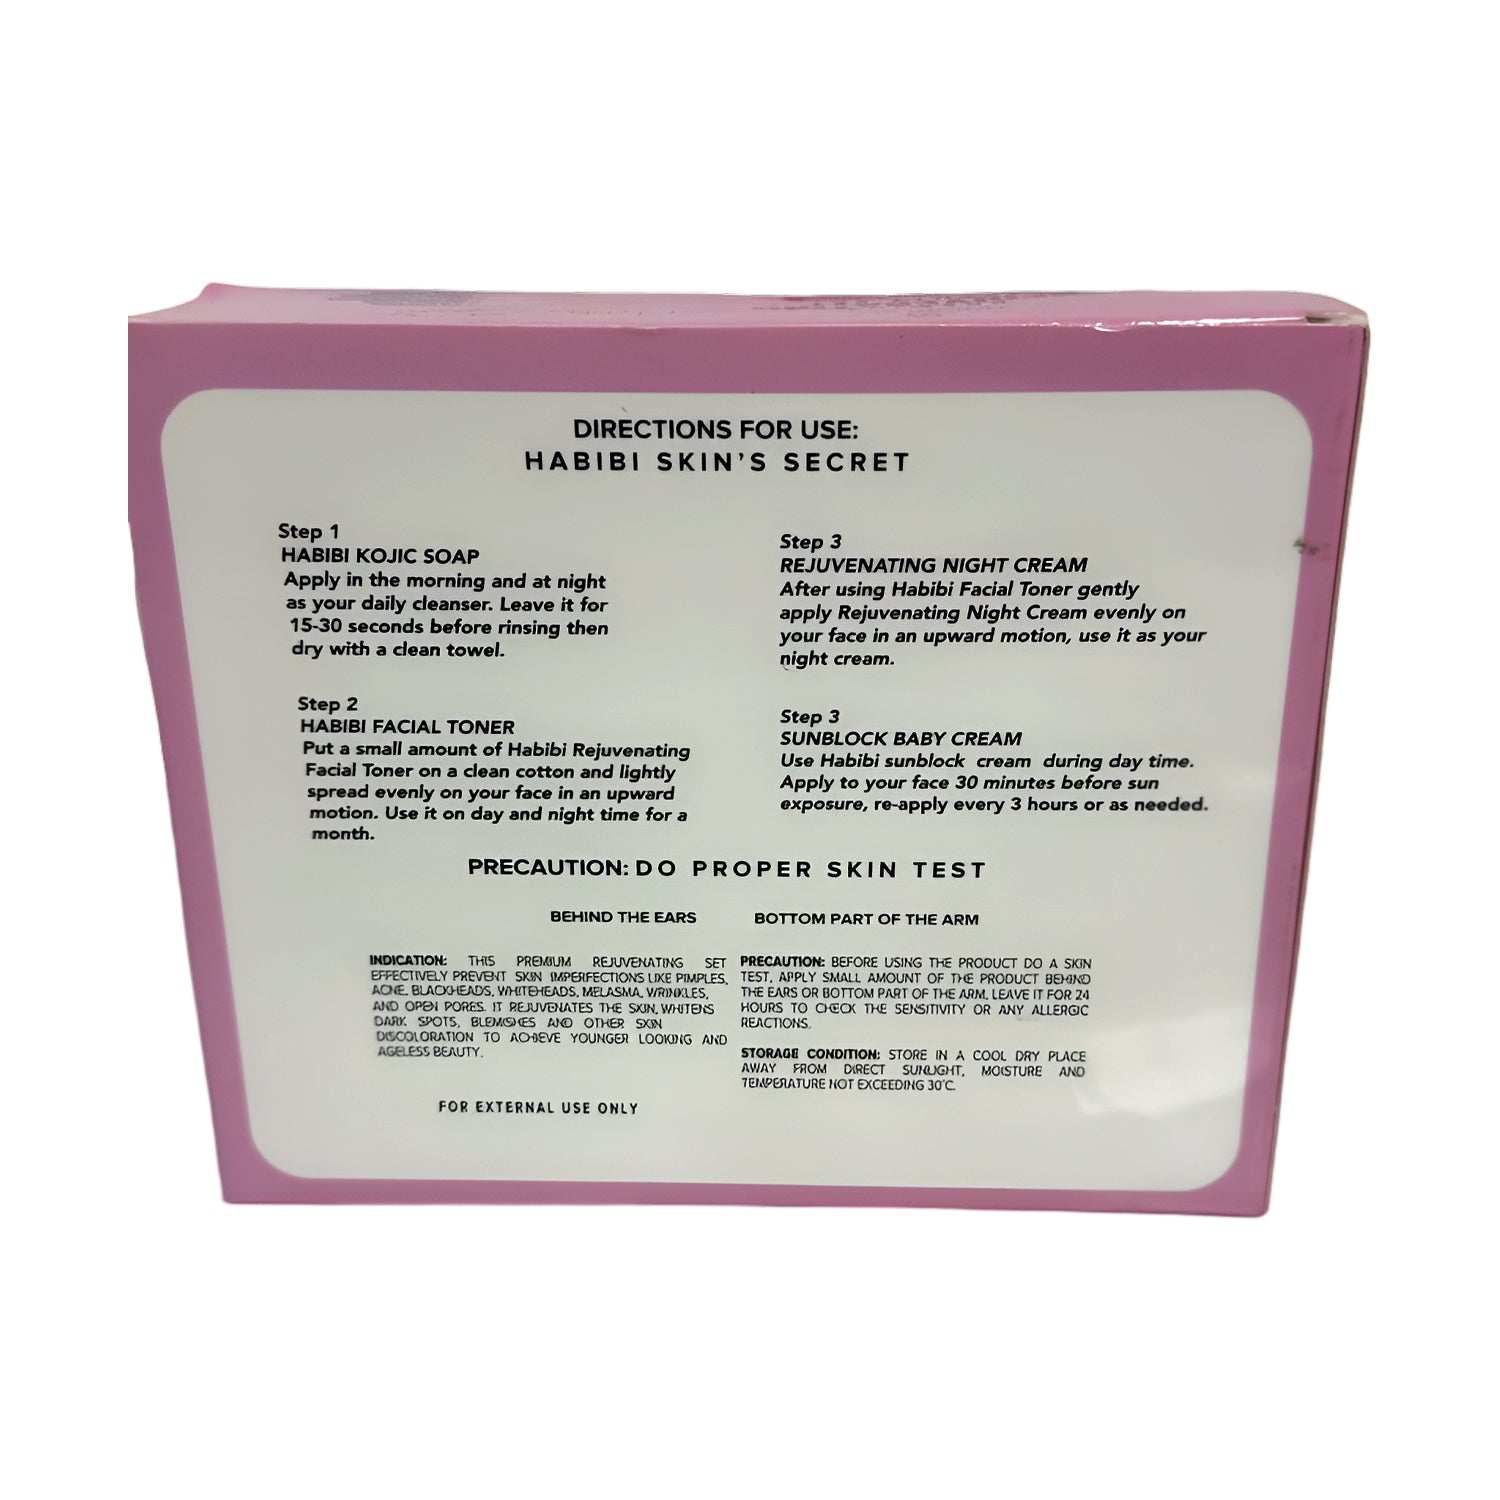 DIRECTIONS FOR USE:
HABIBI SKIN'S SECRET
Step 1
HABIBI KOJIC SOAP
Apply in the morning and at night
as your daily cleanser. Leave it for
15-30 seconds before rinsing then
dry with a clean towel.
Step 2
HABIBI FACIAL TONER
Put a small amount of Habibi Rejuvenating
Facial Toner on a clean cotton and lightly
spread evenly on your face in an upward
motion. Use it on day and night time for a
month.
Step 3
REJUVENATING NIGHT CREAM
After using Habibi Facial Toner gently
apply Rejuvenating Night Cream evenly on
your face in an upward motion, use it as your
night cream.
Step 3
SUNBLOCK BABY CREAM
Use Habibi sunblock cream during day time.
Apply to your face 30 minutes before sun
exposure, re-apply every 3 hours or as needed.
PRECAUTION: DO PROPER SKIN TEST
BEHIND THE EARS
BOTTOM PART OF THE ARM
INDICATION: THIS PREMIUM REJUVENATING SET
EFFECTIVELY PREVENT SKIN IMPERFECTIONS LIKE PIMPLES,
ACNE, BLACKHEADS, WHITEHEADS, MELASMA, WRINKLES,
AND OPEN PORES. IT REJUVENATES THE SKIN, WHITENS
DARK SPOTS, BLEMISHES AND OTHER SKIN
DISCOLORATION TO ACHIEVE YOUNGER LOOKING AND
AGELESS BEAUTY.
FOR EXTERNAL USE ONLY
PRECAUTION: BEFORE USING THE PRODUCT DO A SKIN
TEST, APPLY SMALL AMOUNT OF THE PRODUCT BEHIND
THE EARS OR BOTTOM PART OF THE ARM, LEAVE IT FOR 24
HOURS TO CHECK THE SENSITIVITY OR ANY ALLERGIC
REACTIONS.
STORAGE CONDITION: STORE IN A COOL DRY PLACE
AWAY FROM DIRECT SUNLIGHT, MOISTURE AND
TEMPERATURE NOT EXCEEDING 30°C